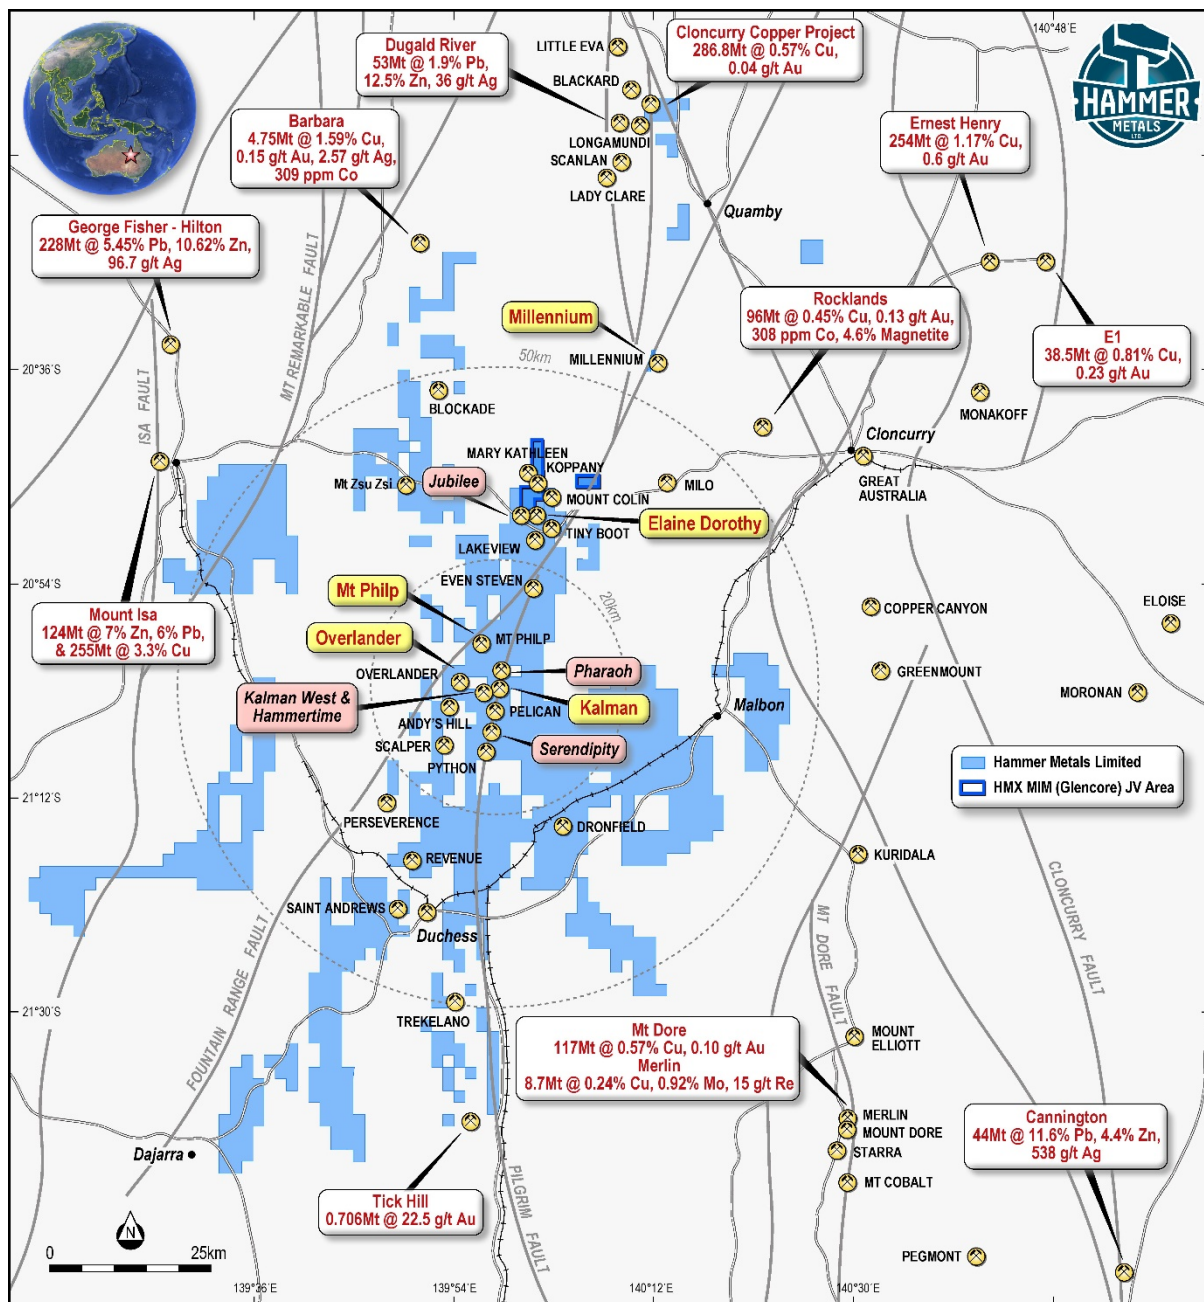 140°48´E
HAMMER
METALS
LTD.
Dugald River
53Mt @ 1.9% Pb,
12.5% Zn, 36 g/t Ag
LITTLE EVA
BLACKARD
Cloncurry Copper Project
286.8Mt @ 0.57% Cu,
0.04 g/t Au
LONGAMUNDI
SCANLAN
LADY CLARE
Barbara
4.75Mt @ 1.59% Cu,
0.15 g/t Au, 2.57 g/t Ag,
309 ppm Co
Ernest Henry
254Mt @ 1.17% Cu,
0.6 g/t Au
Quamby
George Fisher - Hilton
228Mt @ 5.45% Pb, 10.62% Zn,
96.7 g/t Ag
MT REMARKABLE FAULT
Millennium
MILLENNIUM
Rocklands
96Mt @ 0.45% Cu, 0.13 g/t Au,
308 ppm Co, 4.6% Magnetite
E1
38.5Mt @ 0.81% Cu,
0.23 g/t Au
50km
20°36´S
ISA FAULT
BLOCKADE
MONAKOFF
Cloncurry
GREAT
AUSTRALIA
MARY KATHLEEN
KOPPANY
Jubilee
Mt Zsu Zsi
MOUNT COLIN
MILO
Elaine Dorothy
TINY BOOT
LAKEVIEW
20°54´S
EVEN STEVEN
Mt Philp
20km
Mount Isa
124Mt @ 7% Zn, 6% Pb,
& 255Mt @ 3.3% Cu
COPPER CANYON
ELOISE
Overlander
MT PHILP
OVERLANDER
Pharaoh
GREENMOUNT
Kalman West &
Hammertime
Kalman
PELICAN
MORONAN
Malbon
ANDY'S HILL
SCALPER
Serendipity
PYTHON
Hammer Metals Limited
HMX MIM (Glencore) JV Area
21°12´S
PERSEVERENCE
DRONFIELD
REVENUE
KURIDALA
CLONCURRY FAULT
SAINT ANDREWS
Duchess
MT DORE FAULT
FOUNTAIN RANGE FAULT
21°30´S
TREKELANO
Mt Dore
117Mt @ 0.57% Cu, 0.10 g/t Au
Merlin
8.7Mt @ 0.24% Cu, 0.92% Mo, 15 g/t Re
MOUNT
ELLIOTT
MERLIN
MOUNT DORE
STARRA
MT COBALT
Cannington
44Mt @ 11.6% Pb, 4.4% Zn,
538 g/t Ag
Dajarra
Tick Hill
0.706Mt @ 22.5 g/t Au
PILGRIM FAULT
N
0
25km
PEGMONT
139°36´E
139°54´E
140°12´E
140°30´E